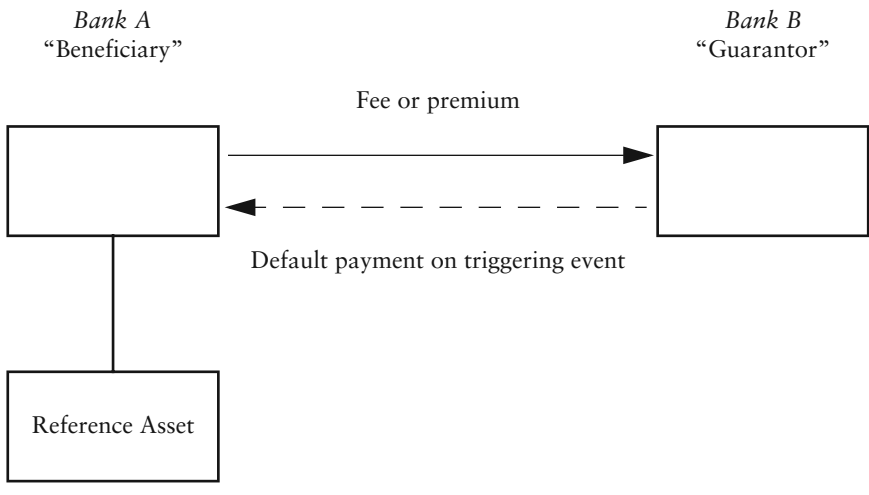 Bank A
“Beneficiary”
Bank B
“Guarantor”
Fee or premium
Default payment on triggering event
Reference Asset